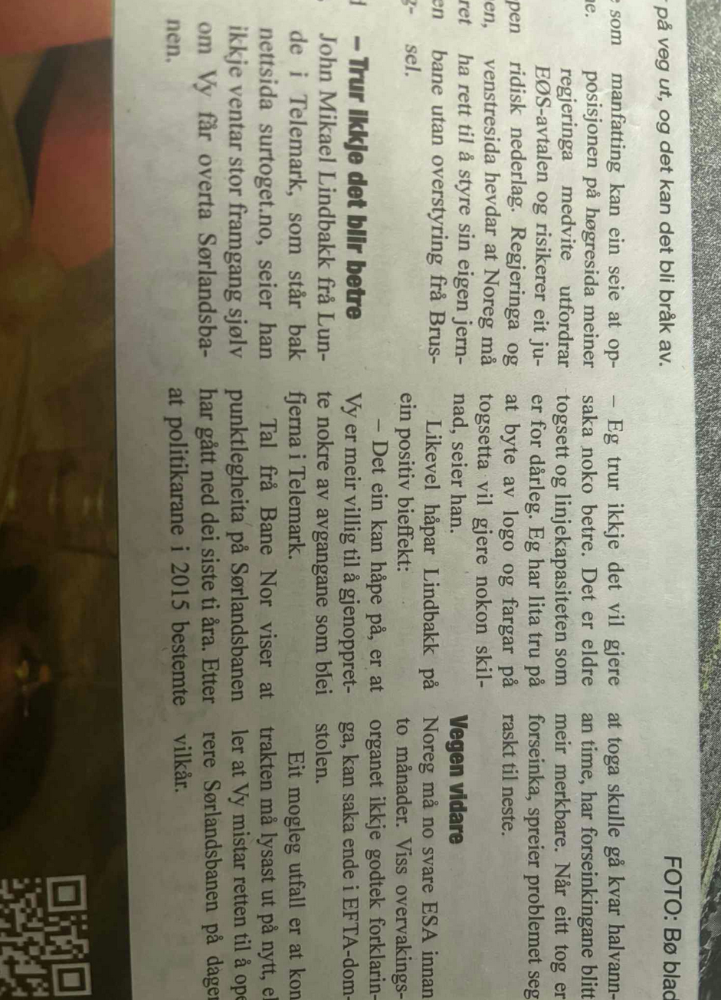 på veg ut, og det kan det bli bråk av.
FOTO: Bø blad
som
pen
ret
manfatting kan ein seie at op-
posisjonen på høgresida meiner
regjeringa medvite utfordrar
EØS-avtalen og risikerer eit ju-
ridisk nederlag. Regjeringa og
venstresida hevdar at Noreg må
ha rett til å styre sin eigen jern-
bane utan overstyring frå Brus-
sel.
– Trur ikkje det blir betre
John Mikael Lindbakk frå Lun-
de i Telemark, som står bak
nettsida surtoget.no, seier han
ikkje ventar stor framgang sjølv
om Vy får overta Sørlandsba-
nen.
– Eg trur ikkje det vil gjere
saka noko betre. Det er eldre
togsett og linjekapasiteten som
er for dårleg. Eg har lita tru på
at byte av logo og fargar på
togsetta vil gjere nokon skil-
nad, seier han.
Likevel håpar Lindbakk på
ein positiv bieffekt:
– Det ein kan håpe på, er at
Vy er meir villig til å gjenoppret-
te nokre av avgangane som blei
fjerna i Telemark.
Tal frå Bane Nor viser at
punktlegheita på Sørlandsbanen
har gått ned dei siste ti åra. Etter
at politikarane i 2015 bestemte
at toga skulle gå kvar halvann-
an time, har forseinkingane blitt
meir merkbare. Når eitt tog er
forseinka, spreier problemet seg
raskt til neste.
Vegen vidare
Noreg må no svare ESA innan
to månader. Viss overvakings-
organet ikkje godtek forklarin-
ga, kan saka ende i EFTA-dom-
stolen.
Eit mogleg utfall er at kon
trakten må lysast ut på nytt, el
ler at Vy mistar retten til å ope
rere Sørlandsbanen på dagen
vilkår.